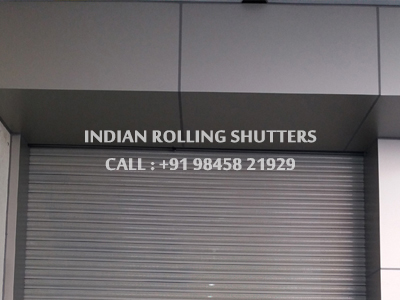 INDIAN ROLLING SHUTTERS
CALL : +91 98458 21929